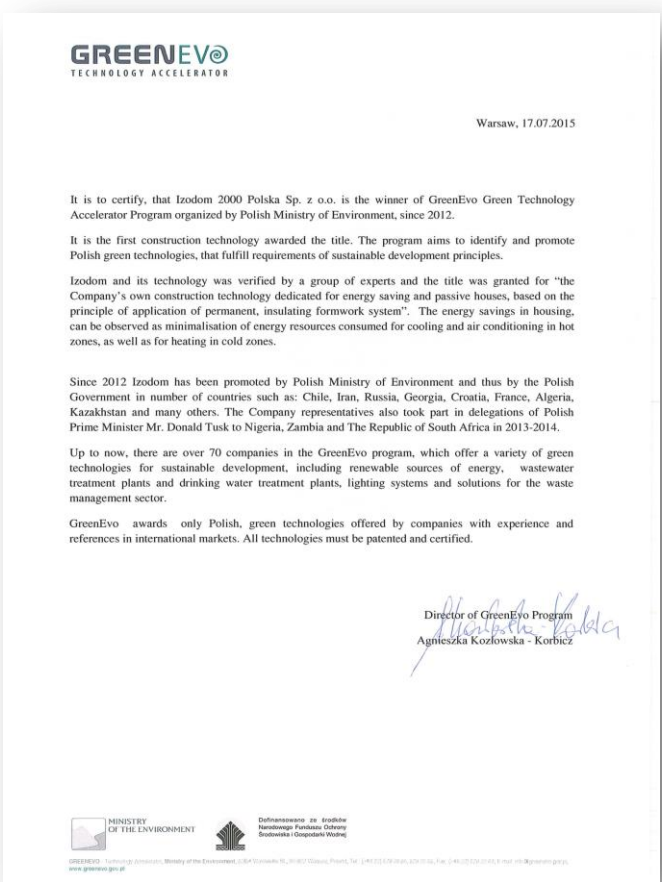 GREENEVO
TECHNOLOGY ACCELERATOR
Warsaw, 17.07.2015
It is to certify, that Izodom 2000 Polska Sp. z o.o. is the winner of GreenEvo Green Technology
Accelerator Program organized by Polish Ministry of Environment, since 2012.
It is the first construction technology awarded the title. The program aims to identify and promote
Polish green technologies, that fulfill requirements of sustainable development principles.
Izodom and its technology was verified by a group of experts and the title was granted for “the
Company’s own construction technology dedicated for energy saving and passive houses, based on the
principle of application of permanent, insulating formwork system”. The energy savings in housing,
can be observed as minimalisation of energy resources consumed for cooling and air conditioning in hot
zones, as well as for heating in cold zones.
Since 2012 Izodom has been promoted by Polish Ministry of Environment and thus by the Polish
Government in number of countries such as: Chile, Iran, Russia, Georgia, Croatia, France, Algeria,
Kazakhstan and many others. The Company representatives also took part in delegations of Polish
Prime Minister Mr. Donald Tusk to Nigeria, Zambia and The Republic of South Africa in 2013-2014.
Up to now, there are over 70 companies in the GreenEvo program, which offer a variety of green
technologies for sustainable development, including renewable sources of energy, wastewater
treatment plants and drinking water treatment plants, lighting systems and solutions for the waste
management sector.
GreenEvo awards only Polish, green technologies offered by companies with experience and
references in international markets. All technologies must be patented and certified.
Director of GreenEvo Program
Agnieszka Kozłowska - Korbicz
MINISTRY
OF THE ENVIRONMENT
Dofinansowano ze środków
Narodowego Funduszu Ochrony
Środowiska i Gospodarki Wodnej
GREENEVO - Technology Accelerator, Ministry of the Environment,
www.greenevo.gov.pl